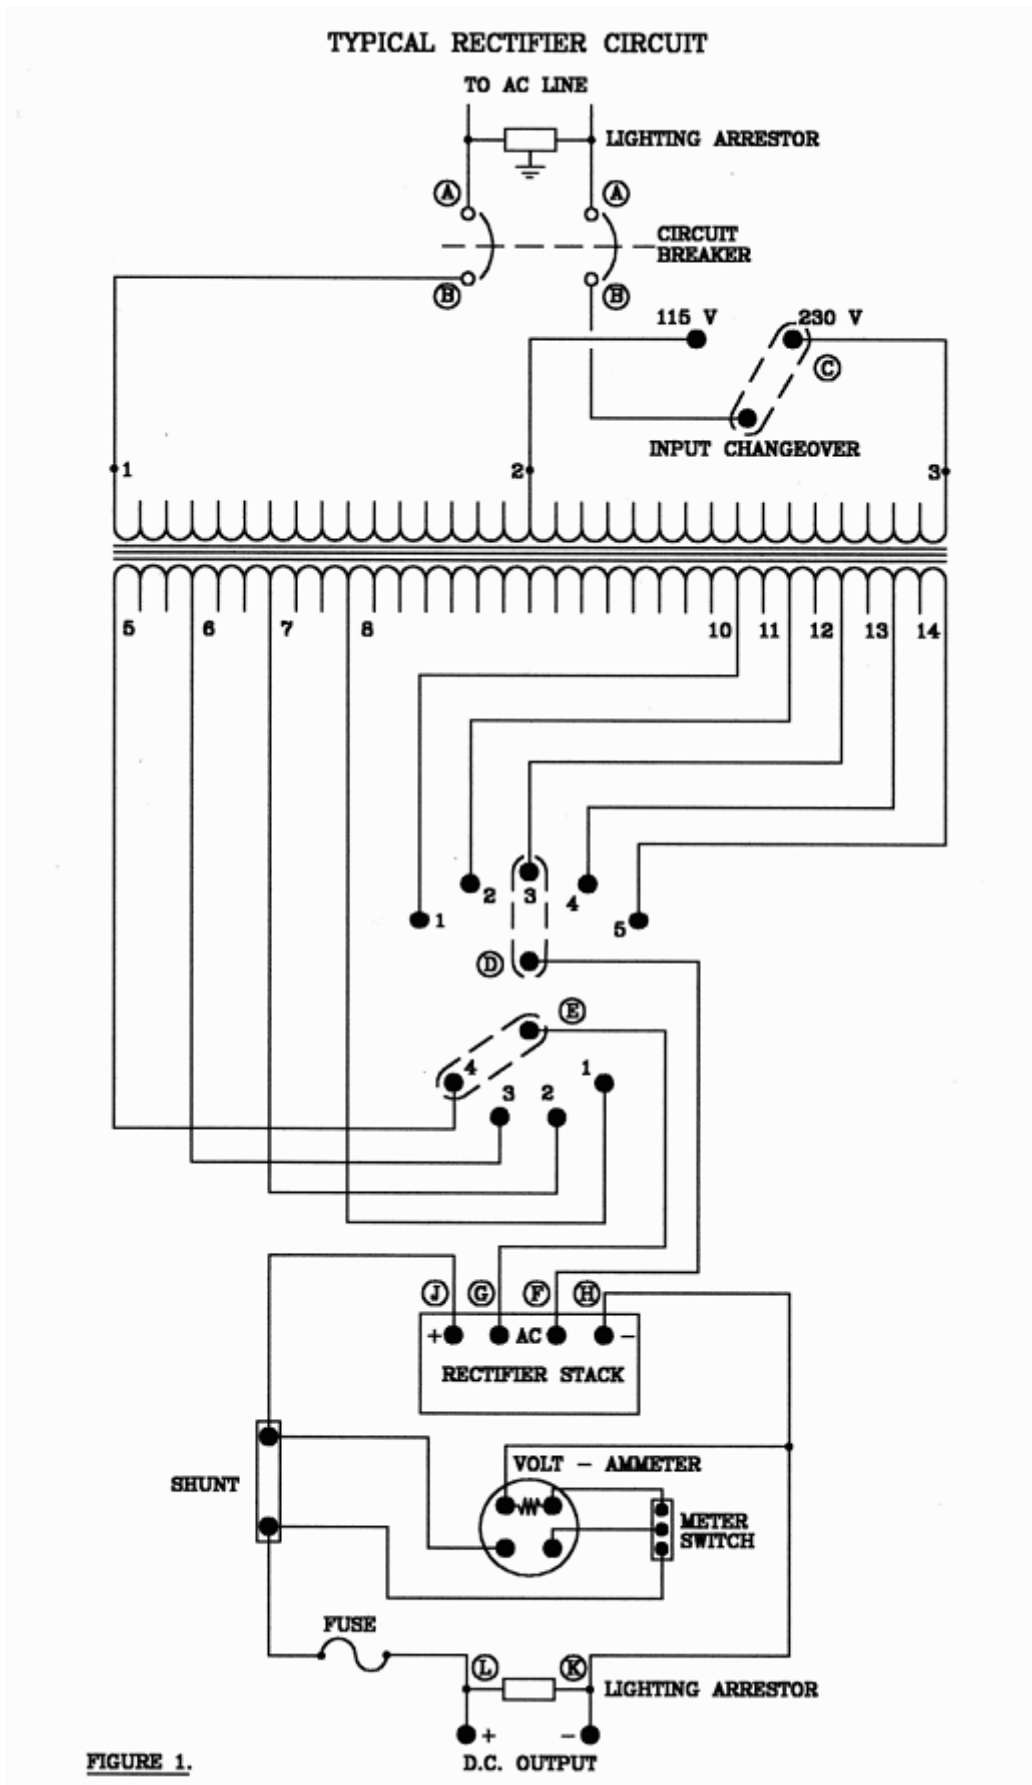 TYPICAL RECTIFIER CIRCUIT
TO AC LINE
LIGHTING ARRESTOR
A A
CIRCUIT
BREAKER
B B
115 V 230 V
C
INPUT CHANGEOVER
1 2 3
5 6 7 8 10 11 12 13 14
2 3 4
1 5
D
E
4 1
3 2
J G F H
+ AC -
RECTIFIER STACK
VOLT - AMMETER
SHUNT
METER
SWITCH
FUSE
L K
LIGHTING ARRESTOR
+ -
D.C. OUTPUT
FIGURE 1.